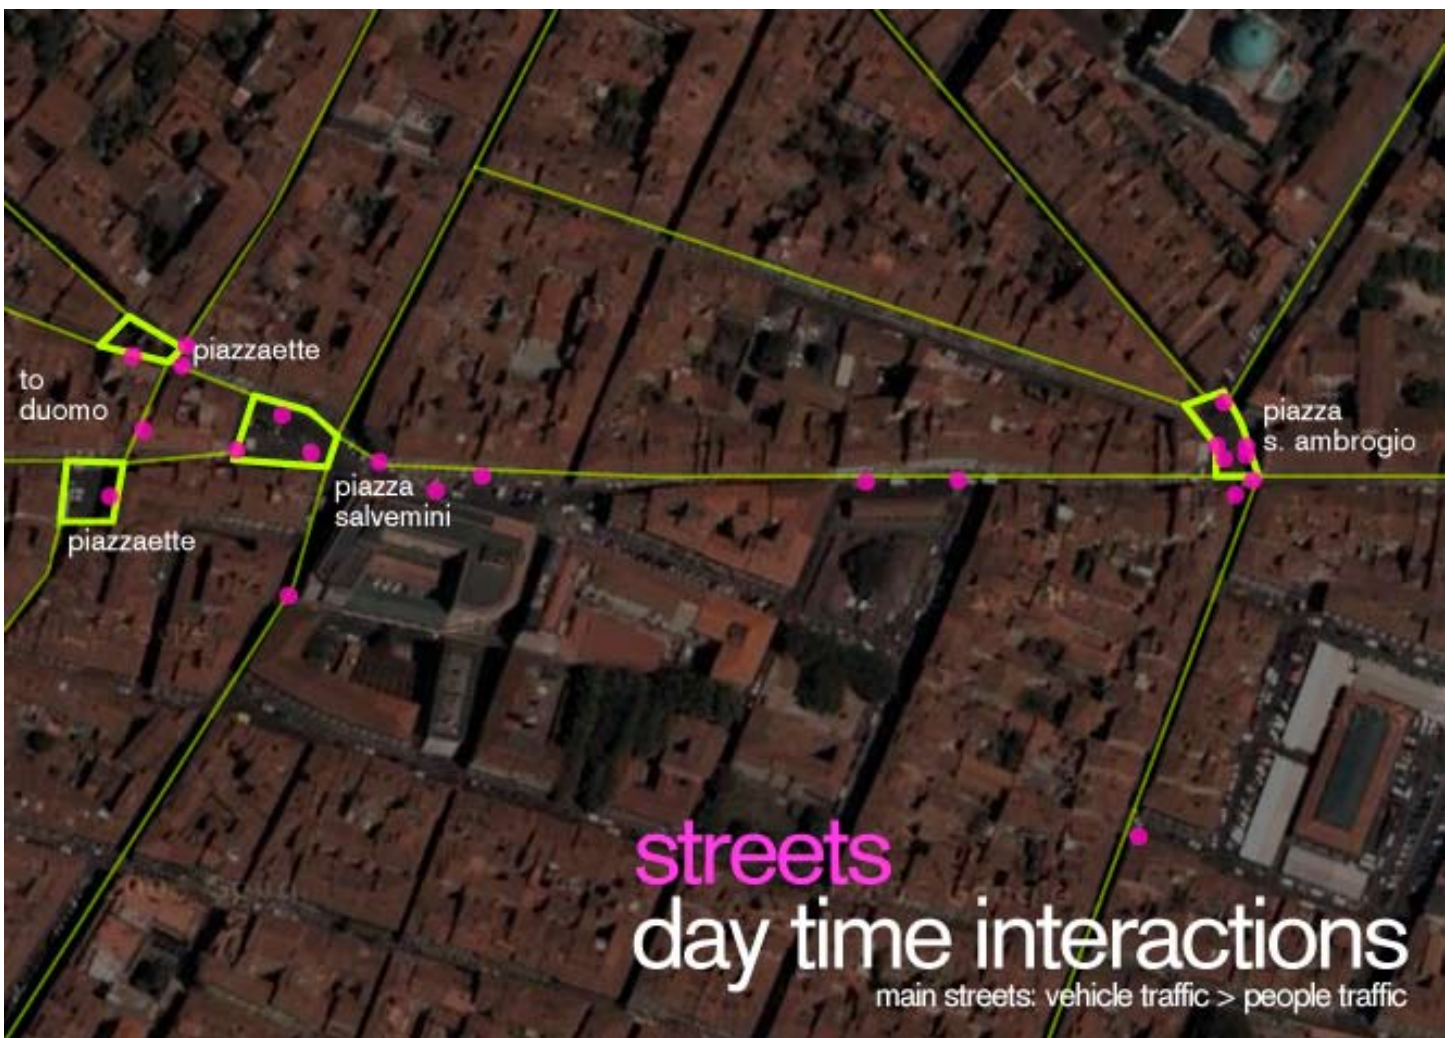 piazzaette
to
duomo
piazza
s. ambrogio
piazza
salvemini
piazzaette
streets
day time interactions
main streets: vehicle traffic > people traffic